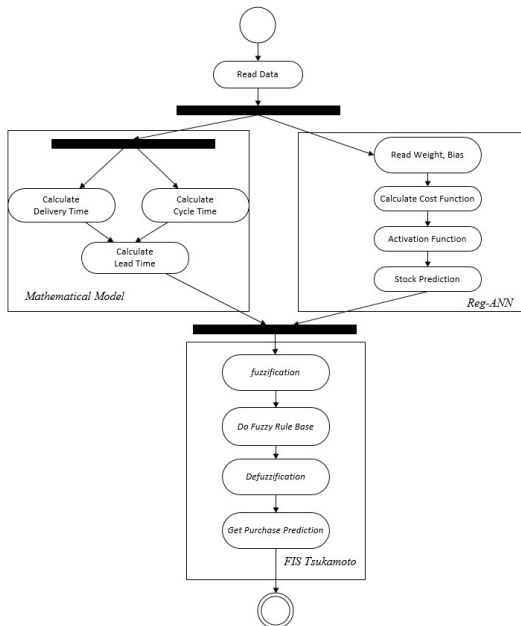 Read Data
Calculate
Delivery Time
Calculate
Cycle Time
Calculate
Lead Time
Mathematical Model
Read Weight, Bias
Calculate Cost Function
Activation Function
Stock Prediction
Reg-ANN
fuzzification
Do Fuzzy Rule Base
Defuzzification
Get Purchase Prediction
FIS Tsukamoto